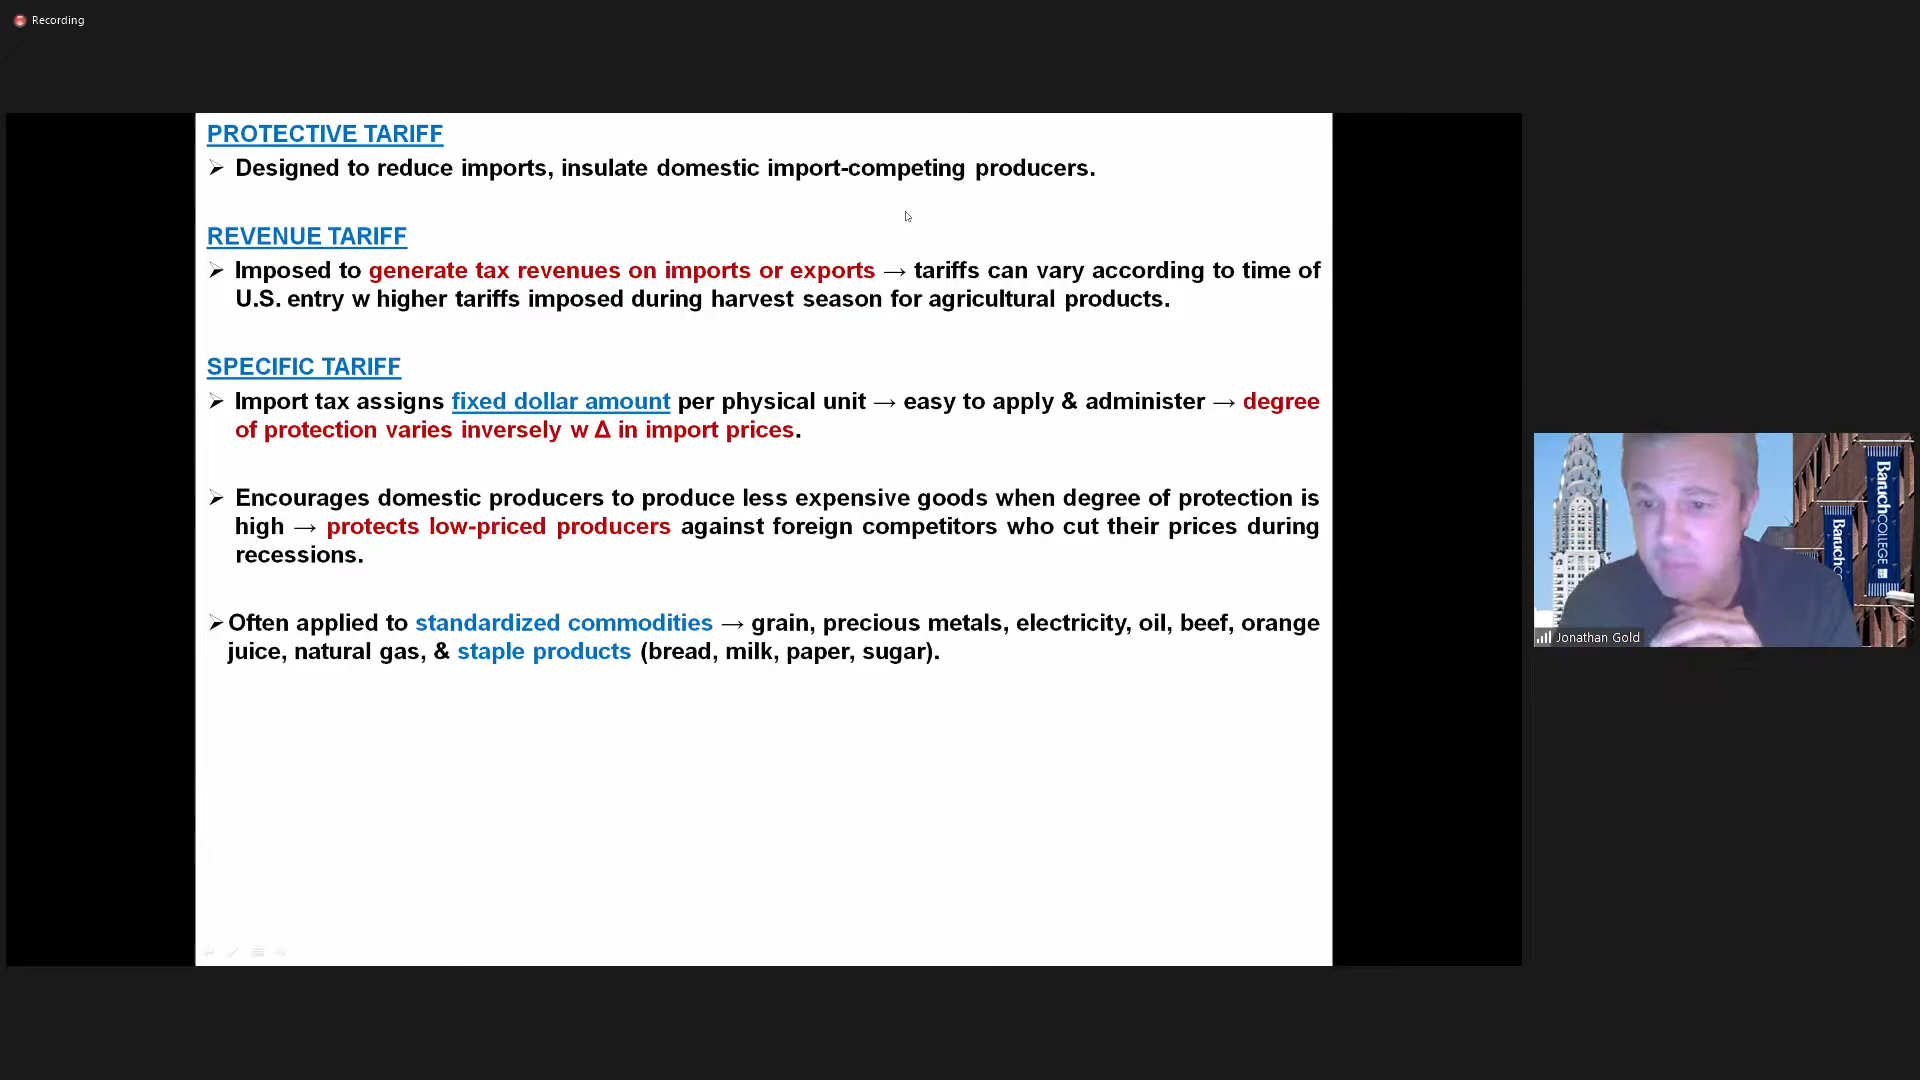 Recording
PROTECTIVE TARIFF
➢ Designed to reduce imports, insulate domestic import-competing producers.
REVENUE TARIFF
➢ Imposed to generate tax revenues on imports or exports → tariffs can vary according to time of
U.S. entry w higher tariffs imposed during harvest season for agricultural products.
SPECIFIC TARIFF
➢ Import tax assigns fixed dollar amount per physical unit → easy to apply & administer → degree
of protection varies inversely w Δ in import prices.
➢ Encourages domestic producers to produce less expensive goods when degree of protection is
high → protects low-priced producers against foreign competitors who cut their prices during
recessions.
➢ Often applied to standardized commodities → grain, precious metals, electricity, oil, beef, orange
juice, natural gas, & staple products (bread, milk, paper, sugar).
Baruch COLLEGE
Baruch
Jonathan Gold